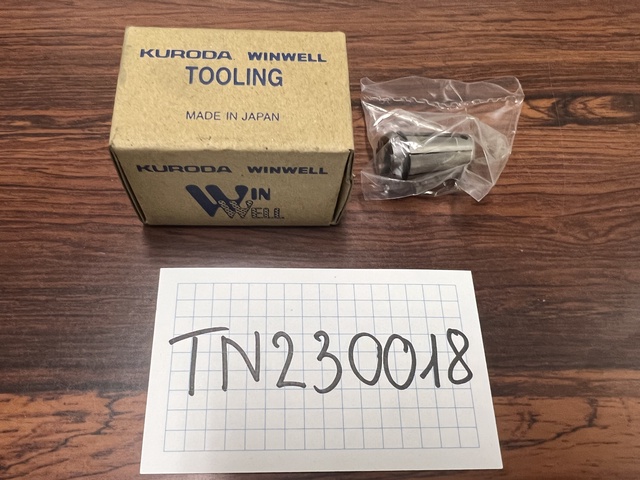 KURODA WINWELL
TOOLING
MADE IN JAPAN
KURODA WINWELL
WIN
WELL
TN230018